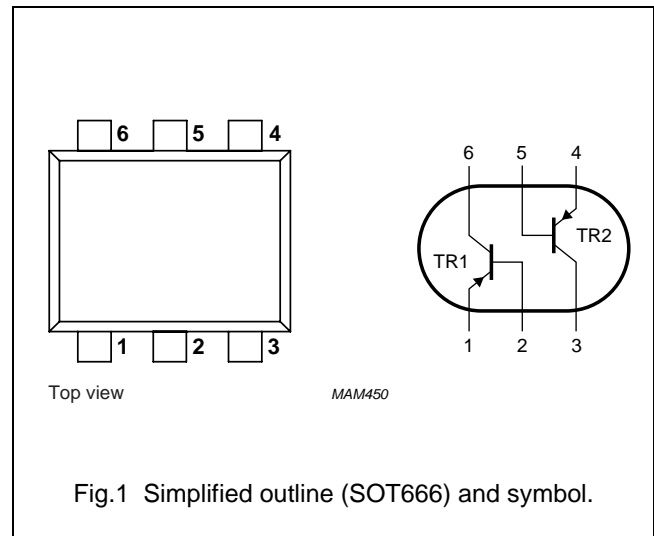 6 5 4
1 2 3
Top view
6 5 4
TR2
TR1
1 2 3
MAM450
Fig.1 Simplified outline (SOT666) and symbol.